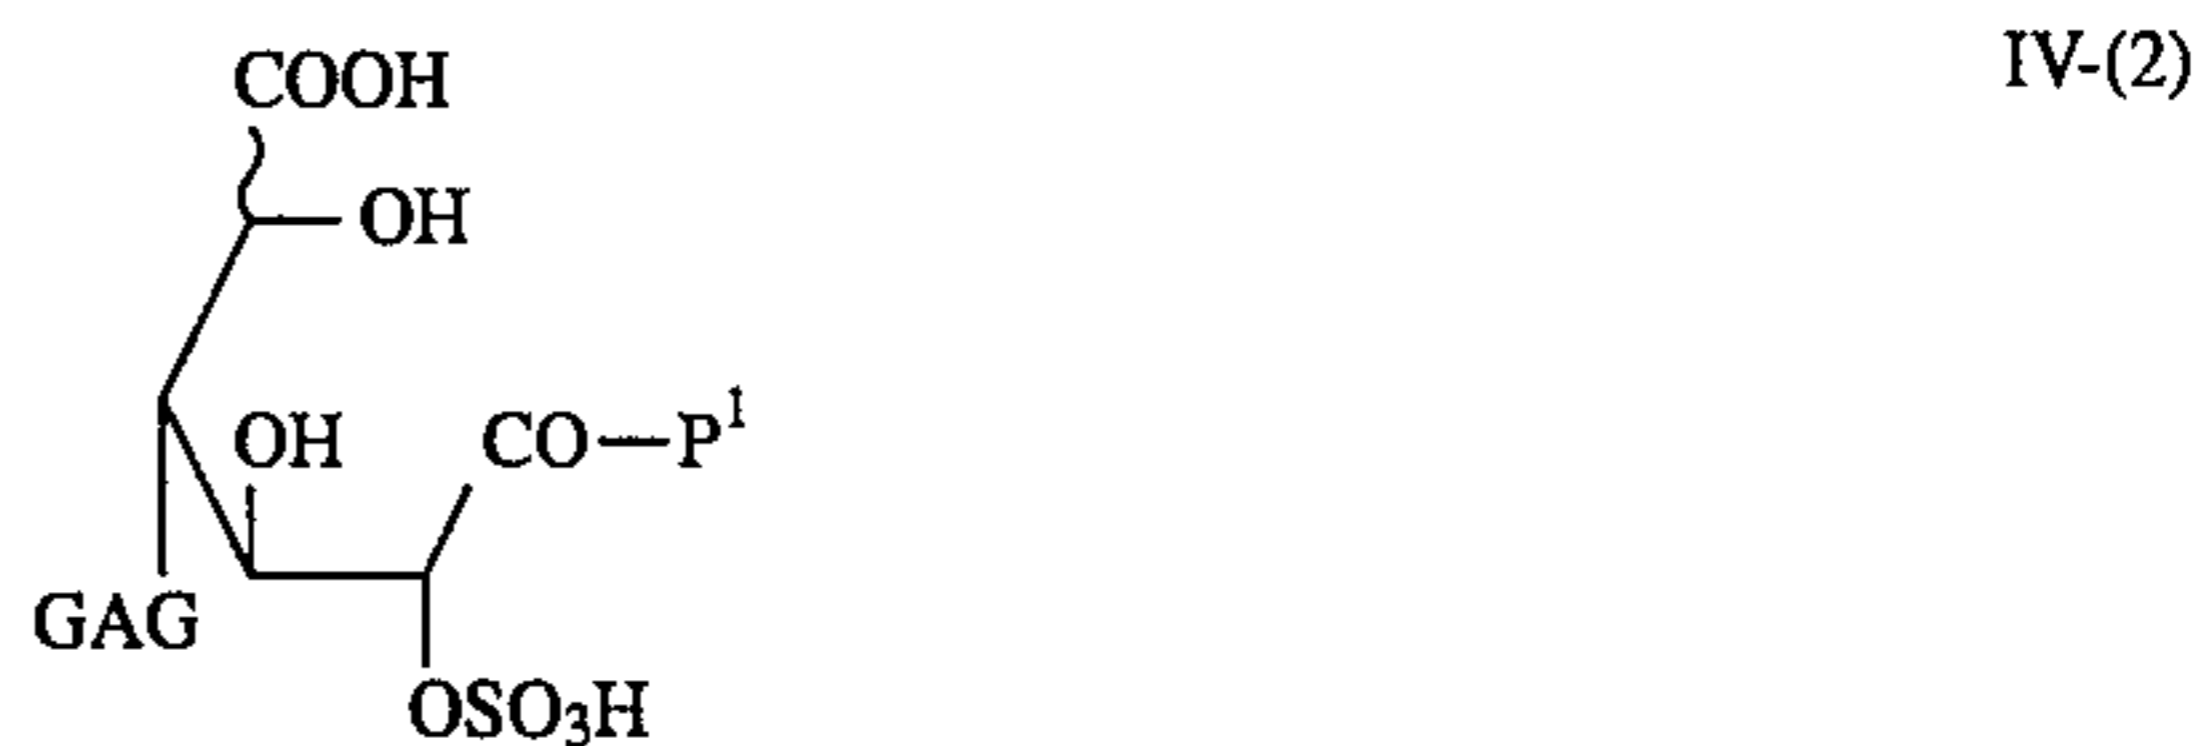 IV-(2)
COOH
OH
OH
CO—P¹
GAG
OSO₃H